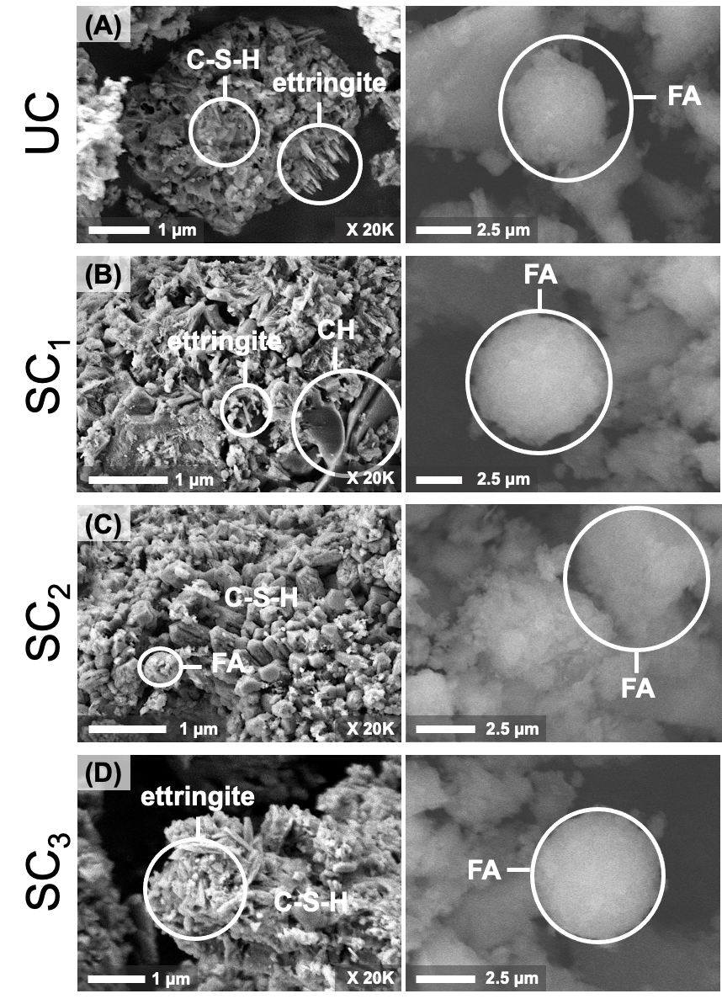 UC
(A)
C-S-H
ettringite
1 µm
X 20K
FA
2.5 µm
SC1
(B)
ettringite
CH
1 µm
X 20K
FA
2.5 µm
SC2
(C)
C-S-H
FA
1 µm
X 20K
FA
2.5 µm
SC3
(D)
ettringite
C-S-H
1 µm
X 20K
FA
2.5 µm